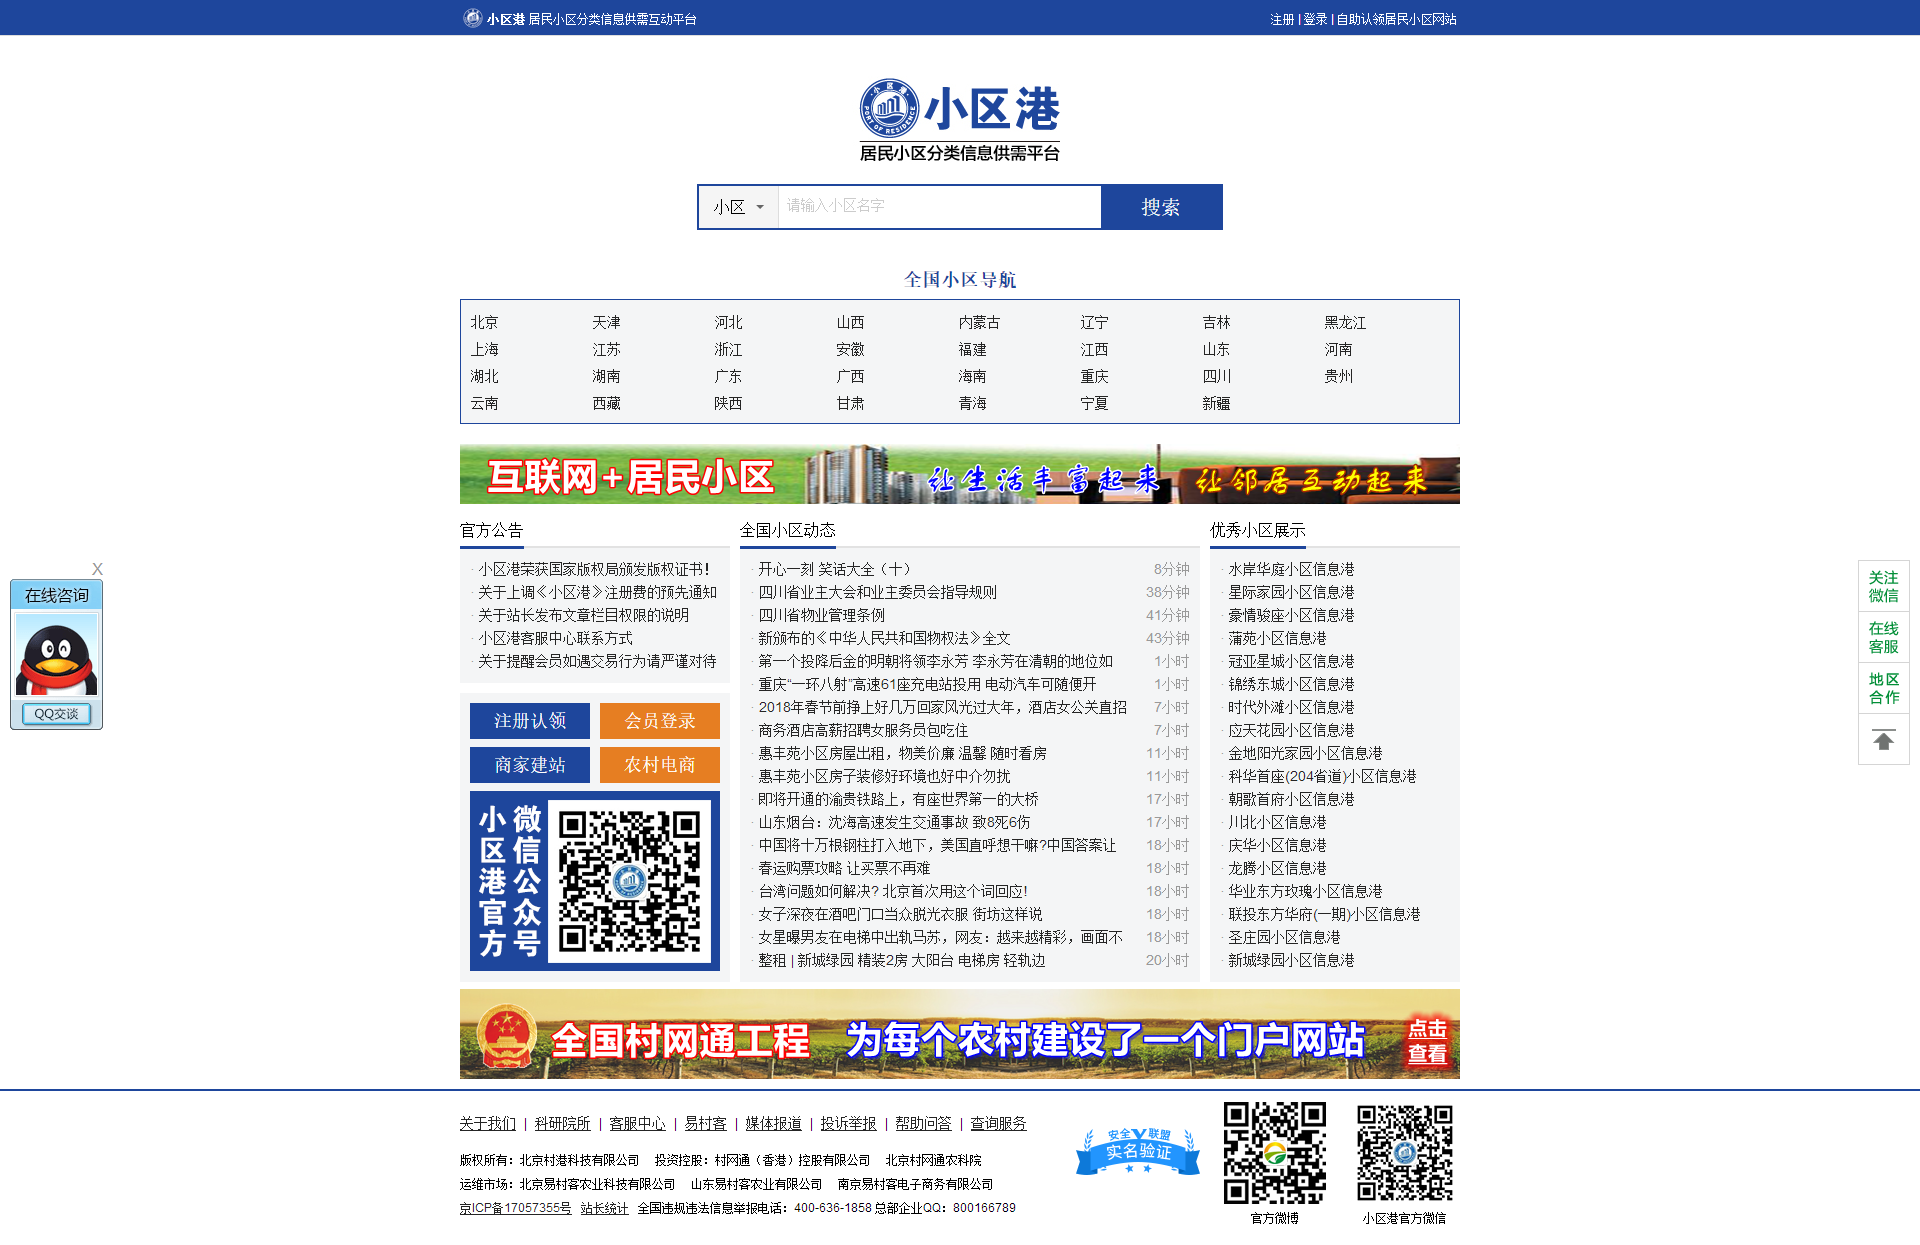 小区港 居民小区分类信息供需互动平台
注册 | 登录 | 自助认领居民小区网站
小区港
PORT OF RESIDENCE
小区港
居民小区分类信息供需平台
小区
请输入小区名字
搜索
全国小区导航
北京 天津 河北 山西 内蒙古 辽宁 吉林 黑龙江
上海 江苏 浙江 安徽 福建 江西 山东 河南
湖北 湖南 广东 广西 海南 重庆 四川 贵州
云南 西藏 陕西 甘肃 青海 宁夏 新疆
互联网+居民小区 让生活丰富起来 让邻居互动起来
官方公告
· 小区港荣获国家版权局颁发版权证书！
· 关于上调《小区港》注册费的预先通知
· 关于站长发布文章栏目权限的说明
· 小区港客服中心联系方式
· 关于提醒会员如遇交易行为请严谨对待
注册认领
会员登录
商家建站
农村电商
微信公众号
小区港官方
全国小区动态
· 开心一刻 笑话大全（十） 8分钟
· 四川省业主大会和业主委员会指导规则 38分钟
· 四川省物业管理条例 41分钟
· 新颁布的《中华人民共和国物权法》全文 43分钟
· 第一个投降后金的明朝将领李永芳 李永芳在清朝的地位如 1小时
· 重庆“一环八射”高速61座充电站投用 电动汽车可随便开 1小时
· 2018年春节前挣上好几万回家风光过大年，酒店女公关直招 7小时
· 商务酒店高薪招聘女服务员包吃住 7小时
· 惠丰苑小区房屋出租，物美价廉 温馨 随时看房 11小时
· 惠丰苑小区房子装修好环境也好中介勿扰 11小时
· 即将开通的渝贵铁路上，有座世界第一的大桥 17小时
· 山东烟台：沈海高速发生交通事故 致8死6伤 17小时
· 中国将十万根钢柱打入地下，美国直呼想干嘛?中国答案让 18小时
· 春运购票攻略 让买票不再难 18小时
· 台湾问题如何解决? 北京首次用这个词回应! 18小时
· 女子深夜在酒吧门口当众脱光衣服 街坊这样说 18小时
· 女星曝男友在电梯中出轨马苏，网友：越来越精彩，画面不 18小时
· 整租 | 新城绿园 精装2房 大阳台 电梯房 轻轨边 20小时
优秀小区展示
· 水岸华庭小区信息港
· 星际家园小区信息港
· 豪情骏座小区信息港
· 蒲苑小区信息港
· 冠亚星城小区信息港
· 锦绣东城小区信息港
· 时代外滩小区信息港
· 应天花园小区信息港
· 金地阳光家园小区信息港
· 科华首座(204省道)小区信息港
· 朝歌首府小区信息港
· 川北小区信息港
· 庆华小区信息港
· 龙腾小区信息港
· 华业东方玫瑰小区信息港
· 联投东方华府(一期)小区信息港
· 圣庄园小区信息港
· 新城绿园小区信息港
X
在线咨询
QQ交谈
关注
微信
在线
客服
地区
合作
全国村网通工程 为每个农村建设了一个门户网站 点击
查看
关于我们 | 科研院所 | 客服中心 | 易村客 | 媒体报道 | 投诉举报 | 帮助问答 | 查询服务
版权所有：北京村港科技有限公司 投资控股：村网通（香港）控股有限公司 北京村网通农科院
运维市场：北京易村客农业科技有限公司 山东易村客农业有限公司 南京易村客电子商务有限公司
京ICP备17057355号 站长统计 全国违规违法信息举报电话：400-636-1858 总部企业QQ：800166789
安全 联盟
实名验证
官方微博
小区港官方微信